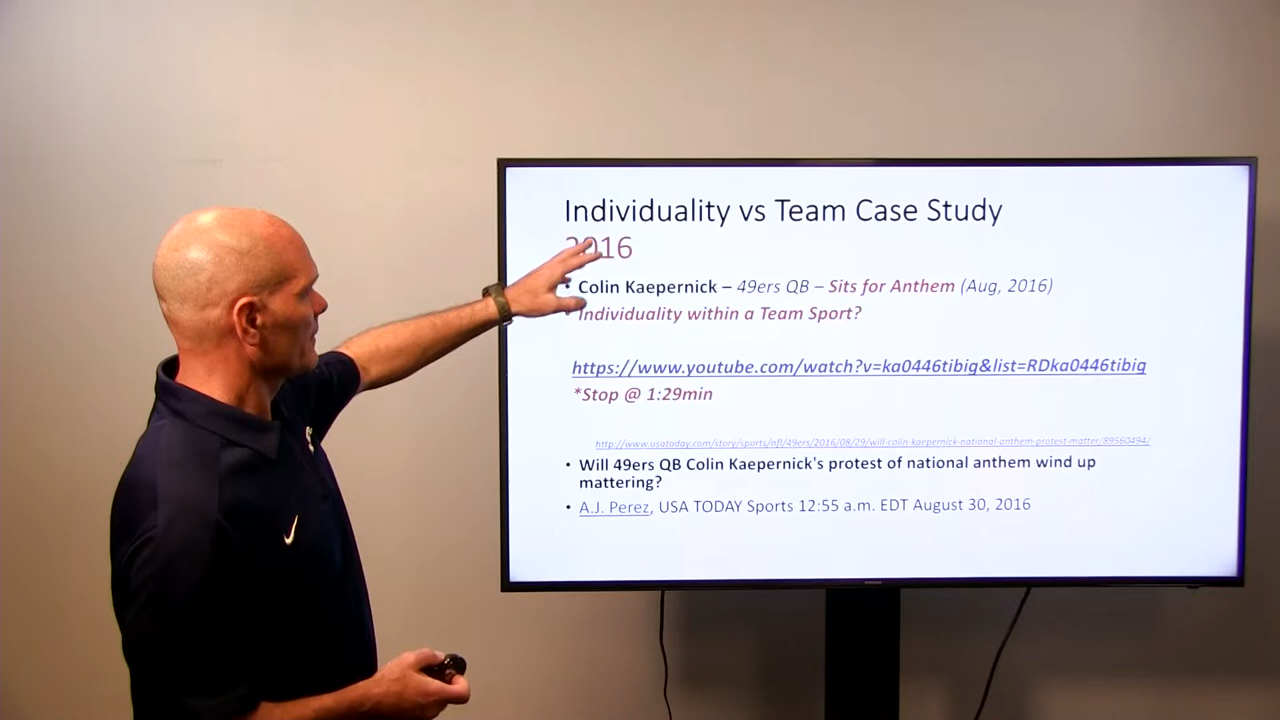 Individuality vs Team Case Study
2016
• Colin Kaepernick – 49ers QB – Sits for Anthem (Aug, 2016)
• Individuality within a Team Sport?
https://www.youtube.com/watch?v=ka0446tibig&list=RDka0446tibig
*Stop @ 1:29min
http://www.usatoday.com/story/sports/nfl/49ers/2016/08/29/will-colin-kaepernick-national-anthem-protest-matter/89560494/
• Will 49ers QB Colin Kaepernick's protest of national anthem wind up
mattering?
• A.J. Perez, USA TODAY Sports 12:55 a.m. EDT August 30, 2016